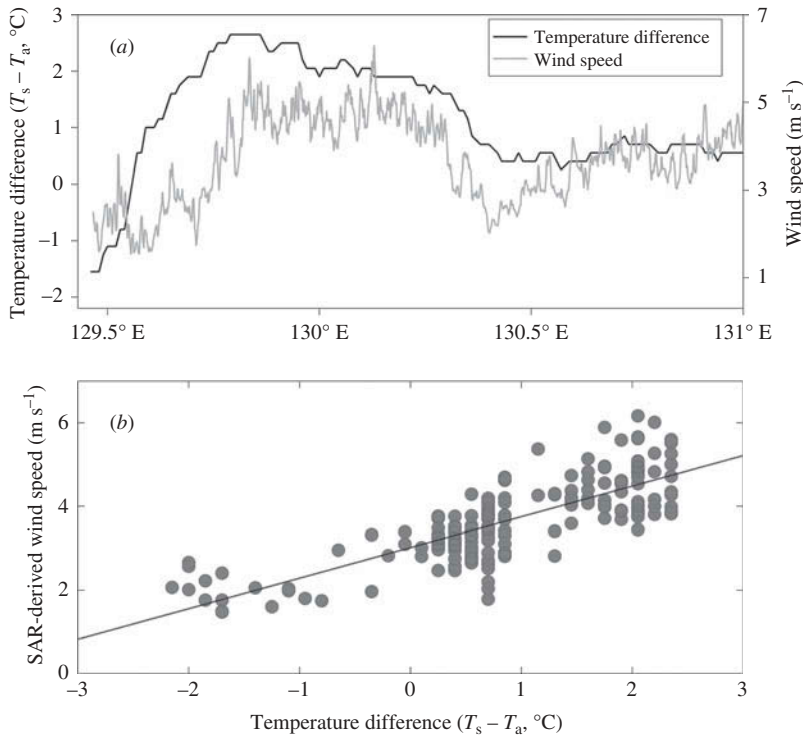 (a)
Temperature difference
Wind speed
Temperature difference (Tₛ – Tₐ, °C)
3
2
1
0
–1
–2
Wind speed (m s⁻¹)
7
5
3
1
129.5° E
130° E
130.5° E
131° E
(b)
SAR-derived wind speed (m s⁻¹)
6
4
2
0
–3
–2
–1
0
1
2
3
Temperature difference (Tₛ – Tₐ, °C)